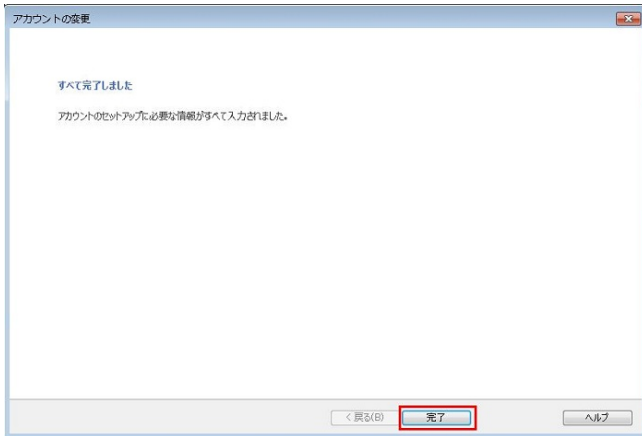 アカウントの変更
すべて完了しました
アカウントのセットアップに必要な情報がすべて入力されました。
< 戻る(B)
完了
ヘルプ